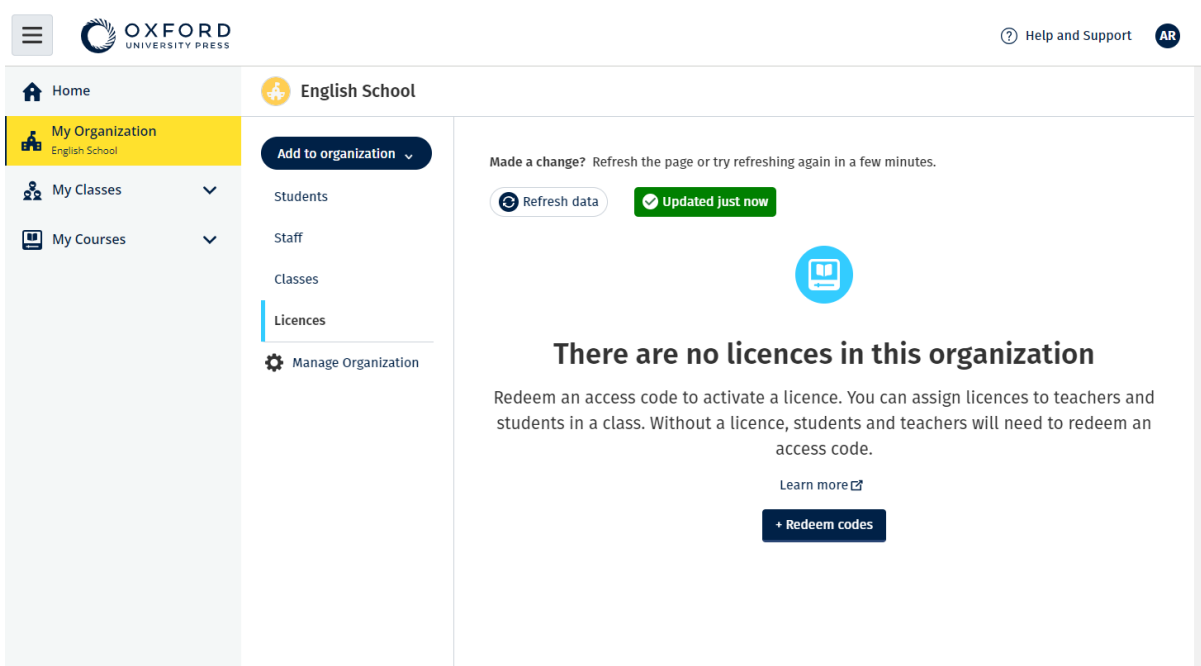 OXFORD
UNIVERSITY PRESS
Help and Support
AR
Home
My Organization
English School
My Classes
My Courses
English School
Add to organization
Students
Staff
Classes
Licences
Manage Organization
Made a change? Refresh the page or try refreshing again in a few minutes.
Refresh data
Updated just now
There are no licences in this organization
Redeem an access code to activate a licence. You can assign licences to teachers and
students in a class. Without a licence, students and teachers will need to redeem an
access code.
Learn more
+ Redeem codes